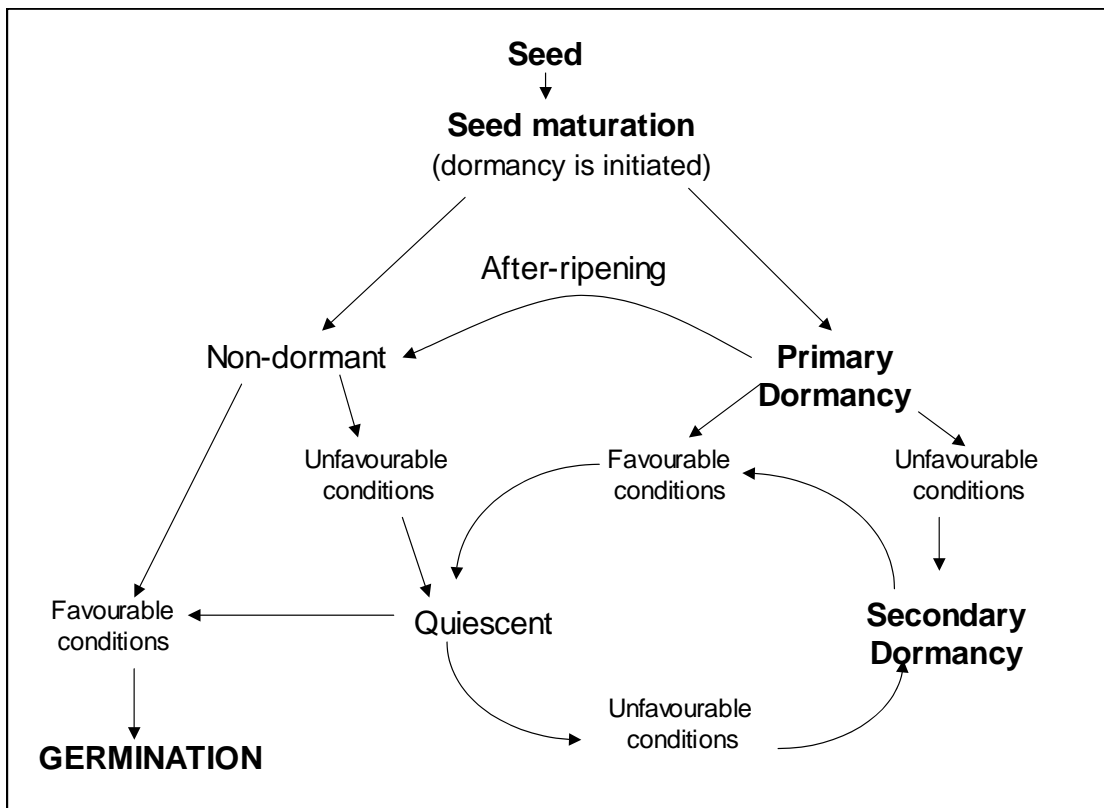 Seed
Seed maturation
(dormancy is initiated)
After-ripening
Non-dormant
Primary
Dormancy
Unfavourable
conditions
Favourable
conditions
Unfavourable
conditions
Favourable
conditions
Quiescent
Secondary
Dormancy
Unfavourable
conditions
GERMINATION